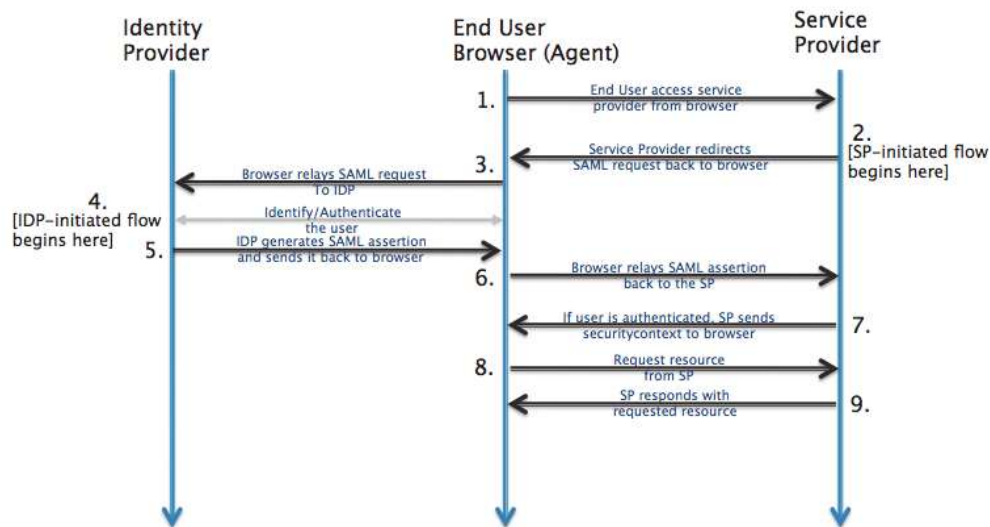 Identity
Provider
End User
Browser (Agent)
Service
Provider
1.
End User access service
provider from browser
2.
[SP-initiated flow
begins here]
Service Provider redirects
SAML request back to browser
3.
Browser relays SAML request
To IDP
4.
[IDP-initiated flow
begins here]
Identify/Authenticate
the user
5.
IDP generates SAML assertion
and sends it back to browser
6.
Browser relays SAML assertion
back to the SP
If user is authenticated, SP sends
securitycontext to browser
7.
8.
Request resource
from SP
SP responds with
requested resource
9.